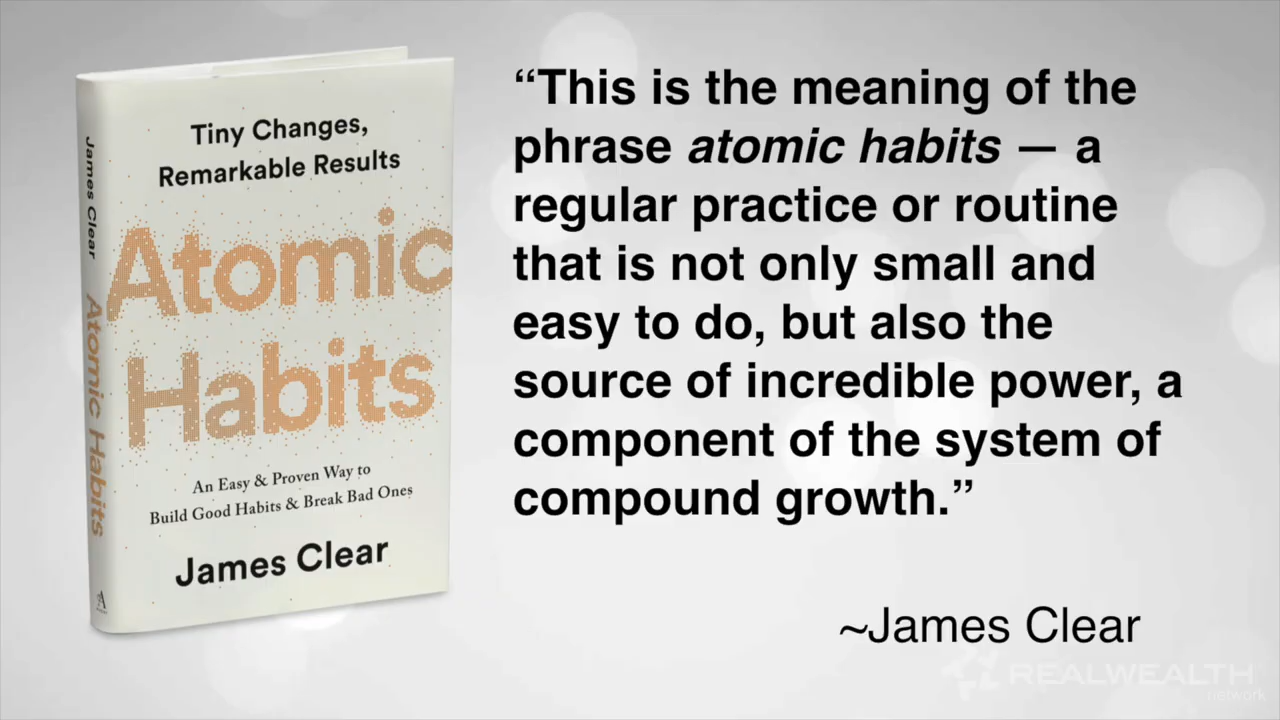 Tiny Changes,
Remarkable Results
Atomic
Habits
An Easy & Proven Way to
Build Good Habits & Break Bad Ones
James Clear
James Clear
Atomic Habits
“This is the meaning of the
phrase atomic habits — a
regular practice or routine
that is not only small and
easy to do, but also the
source of incredible power, a
component of the system of
compound growth.”
~James Clear
REALWEALTH
network